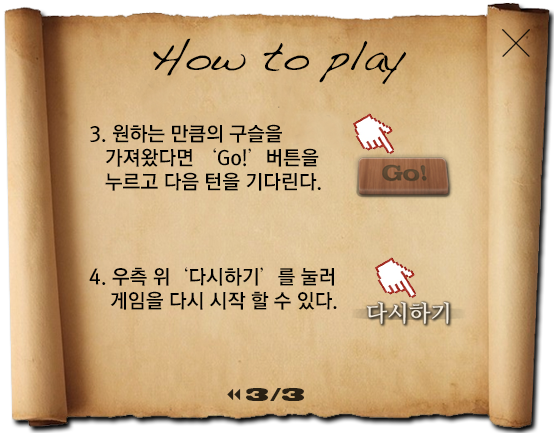 How to play
3. 원하는 만큼의 구슬을
가져왔다면 ‘Go!’ 버튼을
누르고 다음 턴을 기다린다.
Go!
4. 우측 위 ‘다시하기’를 눌러
게임을 다시 시작 할 수 있다.
다시하기
3/3